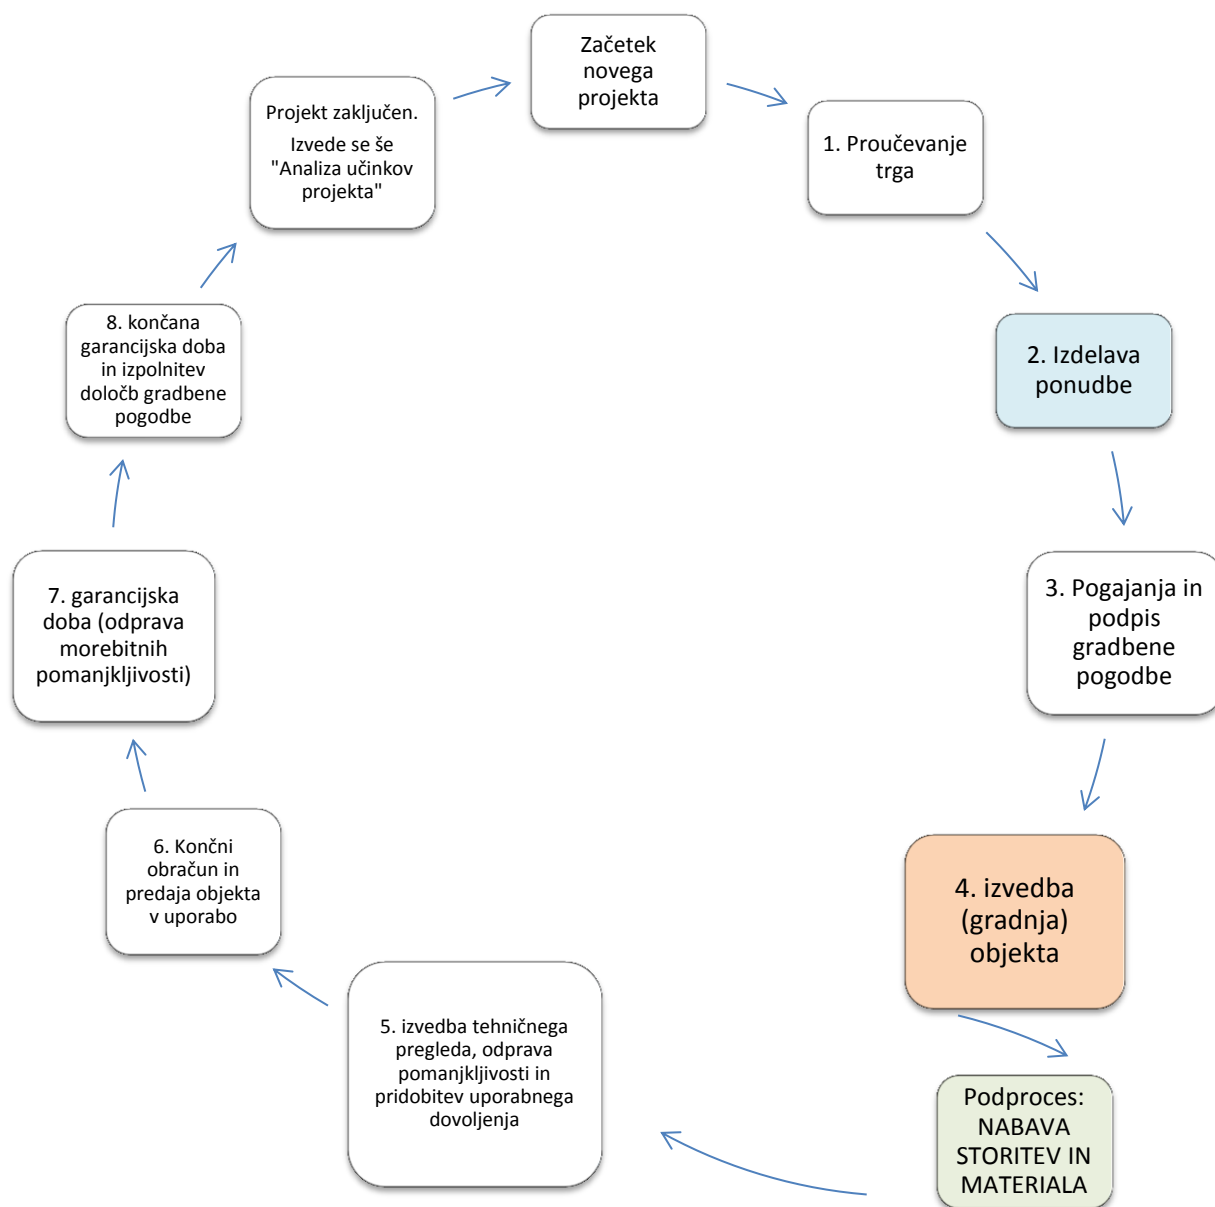 Začetek
novega
projekta
1. Proučevanje
trga
2. Izdelava
ponudbe
3. Pogajanja in
podpis
gradbene
pogodbe
4. izvedba
(gradnja)
objekta
Podproces:
NABAVA
STORITEV IN
MATERIALA
5. izvedba tehničnega
pregleda, odprava
pomanjkljivosti in
pridobitev uporabnega
dovoljenja
6. Končni
obračun in
predaja objekta
v uporabo
7. garancijska
doba (odprava
morebitnih
pomanjkljivosti)
8. končana
garancijska doba
in izpolnitev
določb gradbene
pogodbe
Projekt zaključen.
Izvede se še
"Analiza učinkov
projekta"